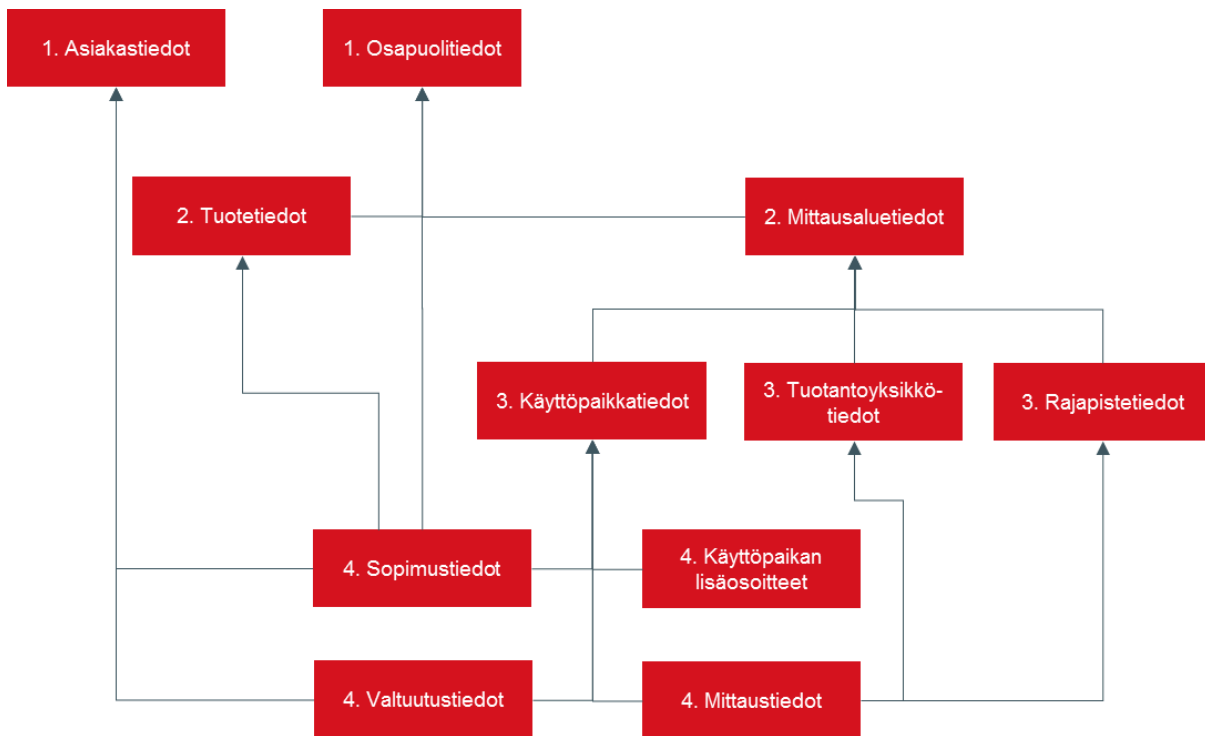 1. Asiakastiedot
1. Osapuolitiedot
2. Tuotetiedot
2. Mittausaluetiedot
3. Käyttöpaikkatiedot
3. Tuotantoyksikkö-
tiedot
3. Rajapistetiedot
4. Sopimustiedot
4. Käyttöpaikan
lisäosoitteet
4. Valtuutustiedot
4. Mittaustiedot